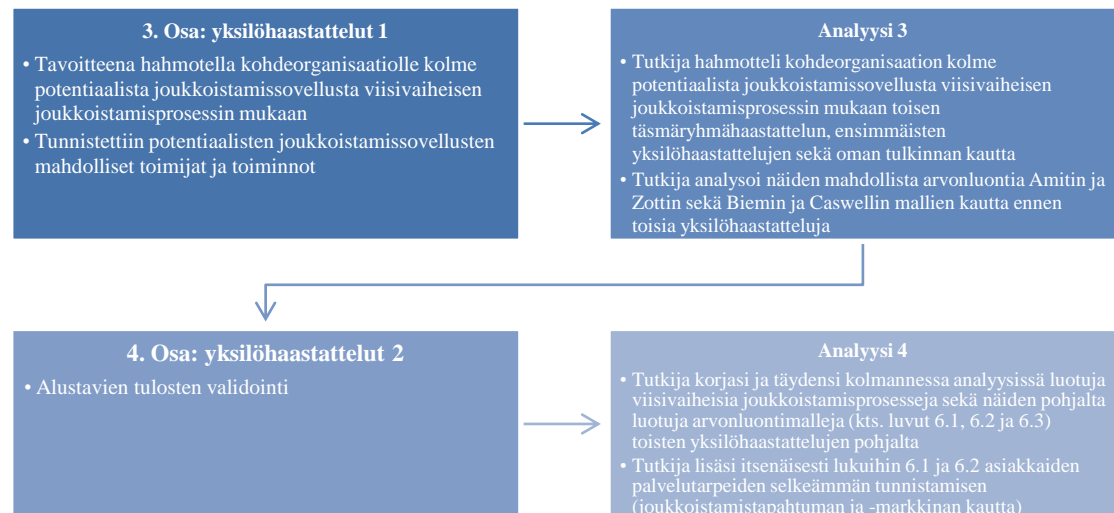 3. Osa: yksilöhaastattelut 1
• Tavoitteena hahmotella kohdeorganisaatiolle kolme
potentiaalista joukkoistamissovellusta viisivaiheisen
joukkoistamisprosessin mukaan
• Tunnistettiin potentiaalisten joukkoistamissovellusten
mahdolliset toimijat ja toiminnot
Analyysi 3
• Tutkija hahmotteli kohdeorganisaation kolme
potentiaalista joukkoistamissovellusta viisivaiheisen
joukkoistamisprosessin mukaan toisen
täsmäryhmähaastattelun, ensimmäisten
yksilöhaastattelujen sekä oman tulkinnan kautta
• Tutkija analysoi näiden mahdollista arvonluontia Amitin ja
Zottin sekä Biemin ja Caswellin mallien kautta ennen
toisia yksilöhaastatteluja
4. Osa: yksilöhaastattelut 2
• Alustavien tulosten validointi
Analyysi 4
• Tutkija korjasi ja täydensi kolmannessa analyysissä luotuja
viisivaiheisia joukkoistamisprosesseja sekä näiden pohjalta
luotuja arvonluontimalleja (kts. luvut 6.1, 6.2 ja 6.3)
toisten yksilöhaastattelujen pohjalta
• Tutkija lisäsi itsenäisesti lukuihin 6.1 ja 6.2 asiakkaiden
palvelutarpeiden selkeämmän tunnistamisen
(joukkoistamistapahtuman ja -markkinan kautta)